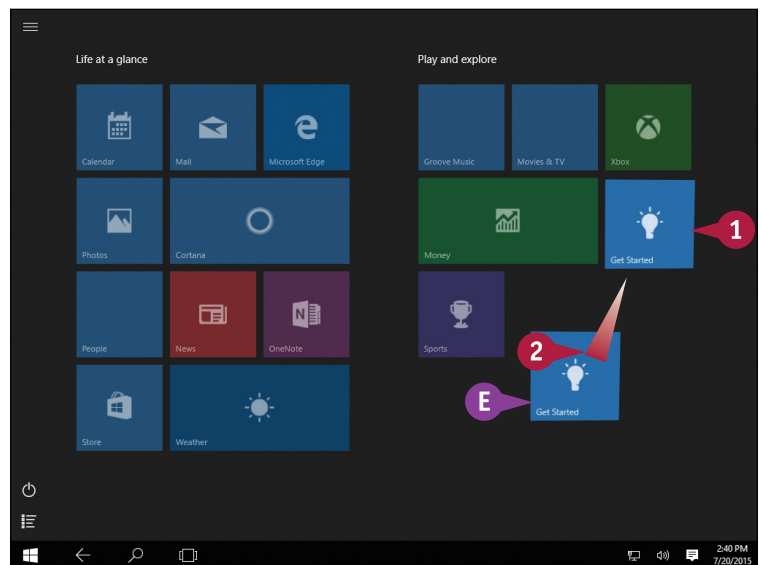 Life at a glance
Play and explore
Calendar
Mail
Microsoft Edge
Groove Music
Movies & TV
Xbox
Photos
Cortana
Money
Get Started
1
People
News
OneNote
Sports
2
E
Get Started
Store
Weather
2:40 PM
7/20/2015